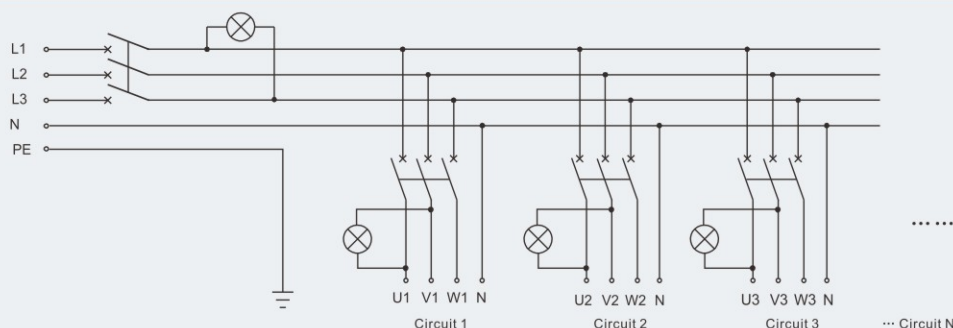 L1
L2
L3
N
PE
U1 V1 W1 N U2 V2 W2 N U3 V3 W3 N
Circuit 1 Circuit 2 Circuit 3 ··· Circuit N